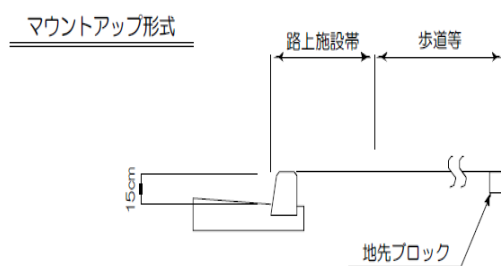 マウントアップ形式
路上施設帯
歩道等
15cm
地先ブロック